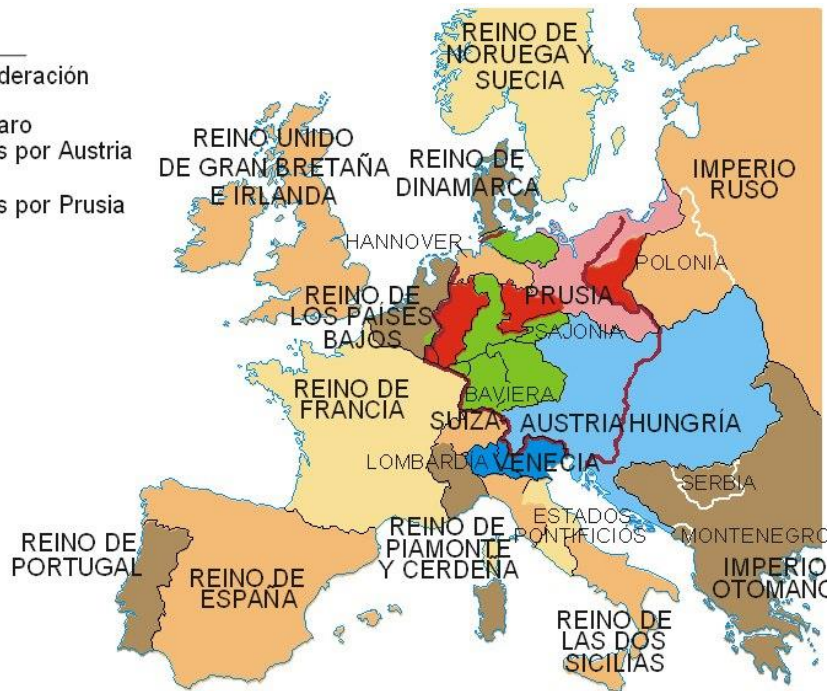 deración
aro
s por Austria
s por Prusia
REINO DE
NORUEGA Y
SUECIA
REINO UNIDO
DE GRAN BRETAÑA
E IRLANDA
REINO DE
DINAMARCA
IMPERIO
RUSO
HANNOVER
POLONIA
REINO DE
LOS PAÍSES
BAJOS
PRUSIA
SAJONIA
REINO DE
FRANCIA
BAVIERA
SUIZA
AUSTRIA HUNGRÍA
LOMBARDÍA
VENECIA
SERBIA
ESTADOS
PONTIFICIOS
MONTENEGRO
REINO DE
PORTUGAL
REINO DE
ESPAÑA
REINO DE
PIAMONTE
Y CERDEÑA
IMPERIO
OTOMANO
REINO DE
LAS DOS
SICILIAS